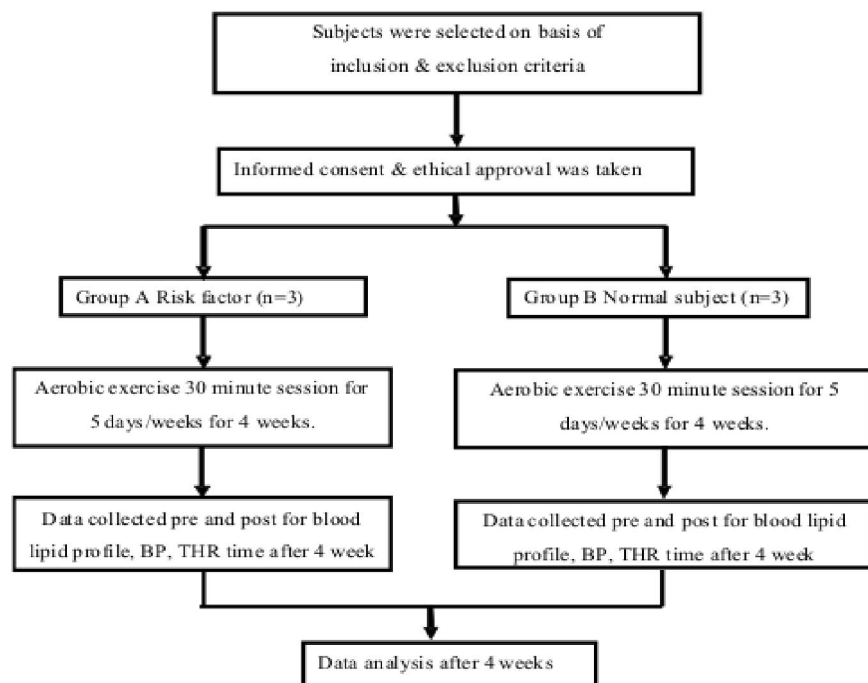 Subjects were selected on basis of
inclusion & exclusion criteria
Informed consent & ethical approval was taken
Group A Risk factor (n=3)
Group B Normal subject (n=3)
Aerobic exercise 30 minute session for
5 days/weeks for 4 weeks.
Aerobic exercise 30 minute session for 5
days/weeks for 4 weeks.
Data collected pre and post for blood
lipid profile, BP, THR time after 4 week
Data collected pre and post for blood lipid
profile, BP, THR time after 4 week
Data analysis after 4 weeks